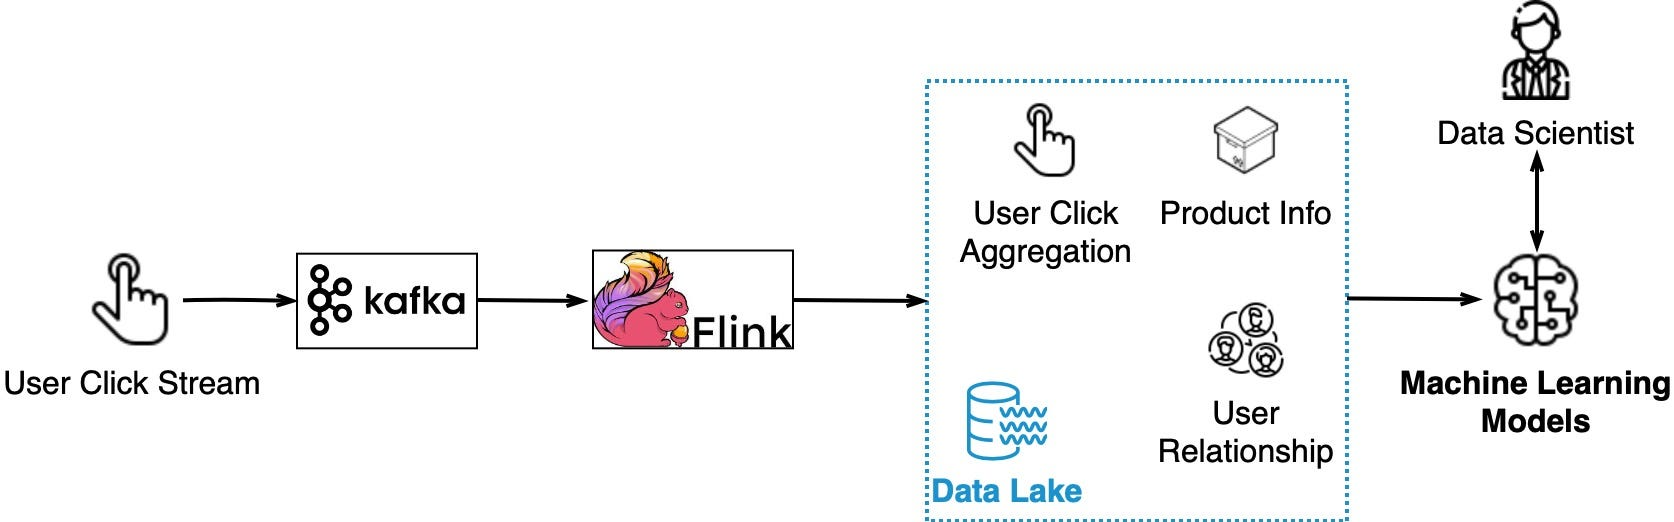 Data Scientist
User Click
Aggregation
Product Info
kafka
Flink
User Click Stream
User
Relationship
Data Lake
Machine Learning
Models